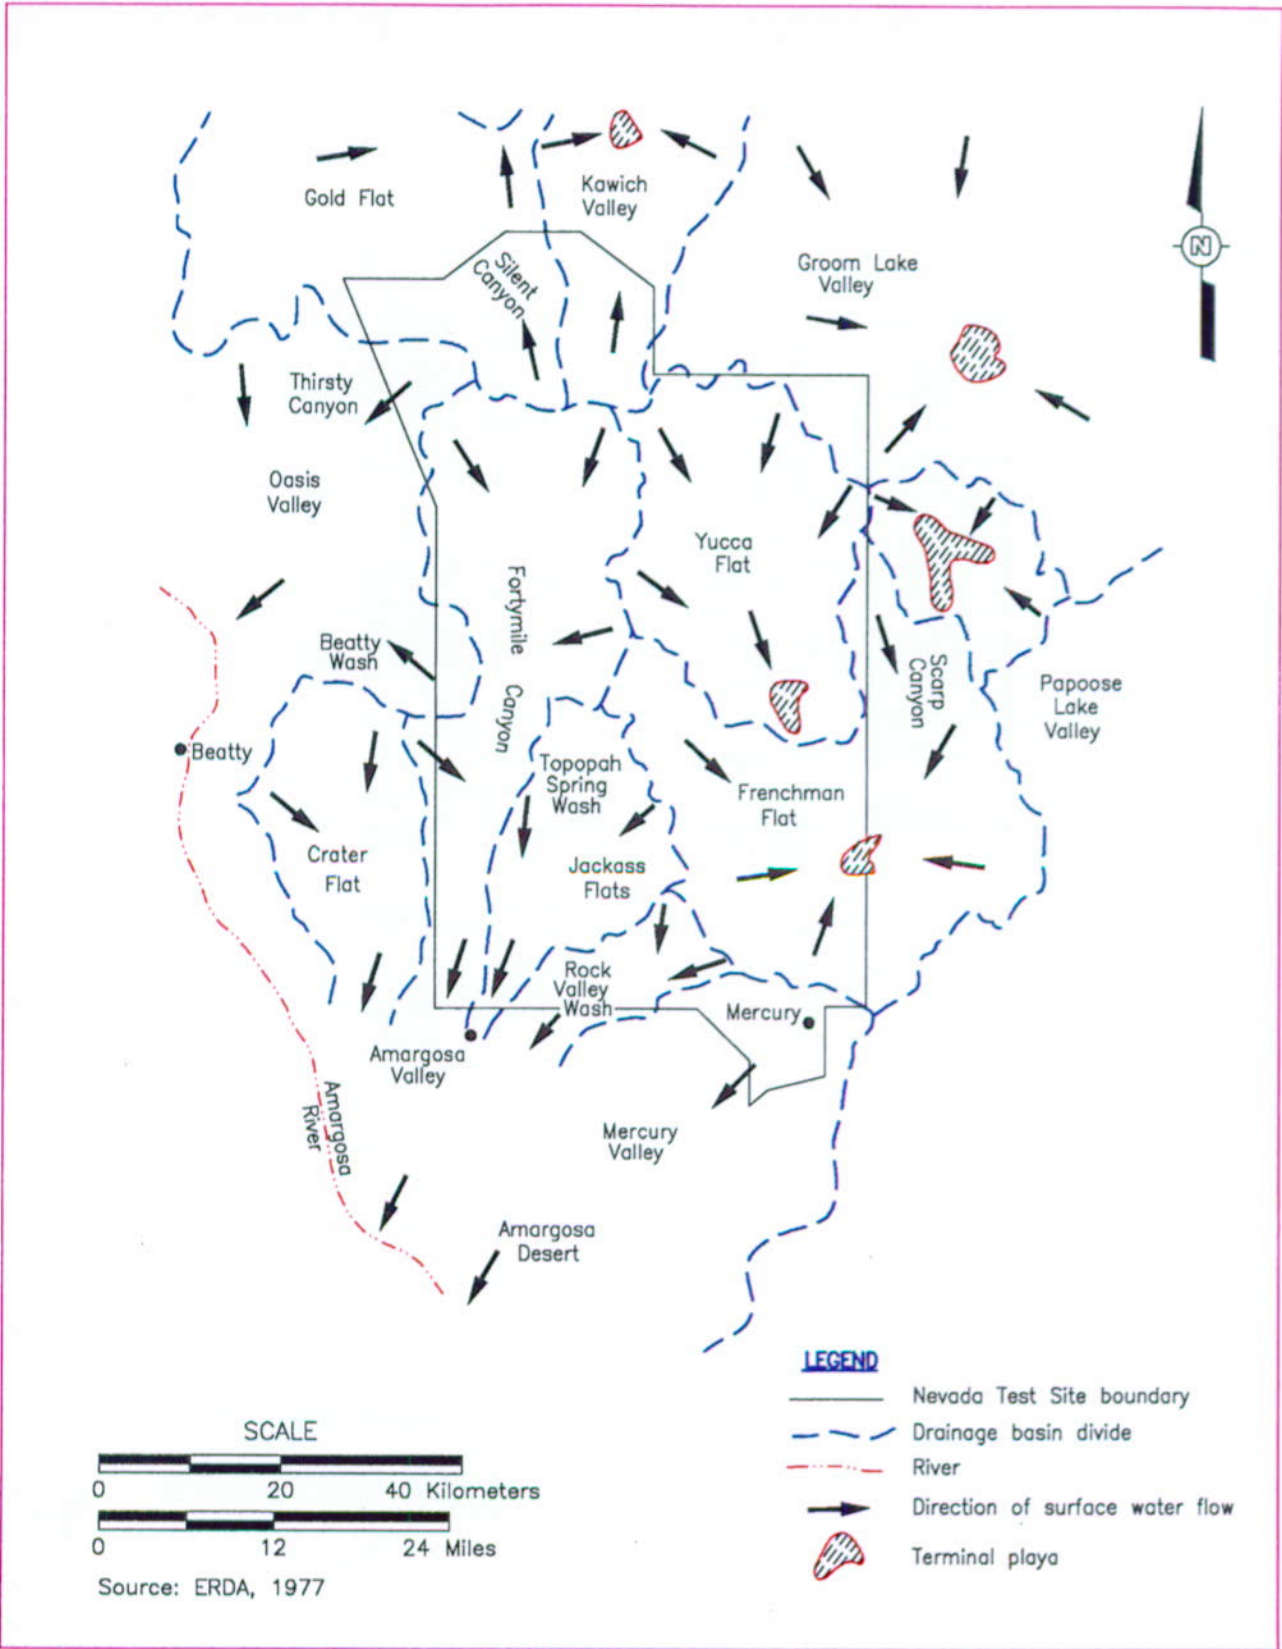 Gold Flat
Kawich
Valley
Silent
Canyon
Groom Lake
Valley
N
Thirsty
Canyon
Oasis
Valley
Yucca
Flat
Fortymile
Canyon
Beatty
Wash
Scarp
Canyon
Papoose
Lake
Valley
Beatty
Topopah
Spring
Wash
Frenchman
Flat
Crater
Flat
Jackass
Flats
Rock
Valley
Wash
Mercury
Amargosa
Valley
Amargosa
River
Mercury
Valley
Amargosa
Desert
LEGEND
Nevada Test Site boundary
Drainage basin divide
River
Direction of surface water flow
Terminal playa
SCALE
0 20 40 Kilometers
0 12 24 Miles
Source: ERDA, 1977